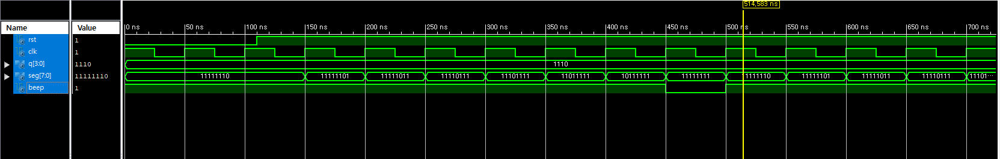 514,583 ns
Name Value
0 ns 50 ns 100 ns 150 ns 200 ns 250 ns 300 ns 350 ns 400 ns 450 ns 500 ns 550 ns 600 ns 650 ns 700 ns
rst 1
clk 1
q[3:0] 1110 1110
seg[7:0] 11111110 11111110 11111101 11111011 11110111 11101111 11011111 10111111 11111111 11111110 11111101 11111011 11110111 11101···
beep 1